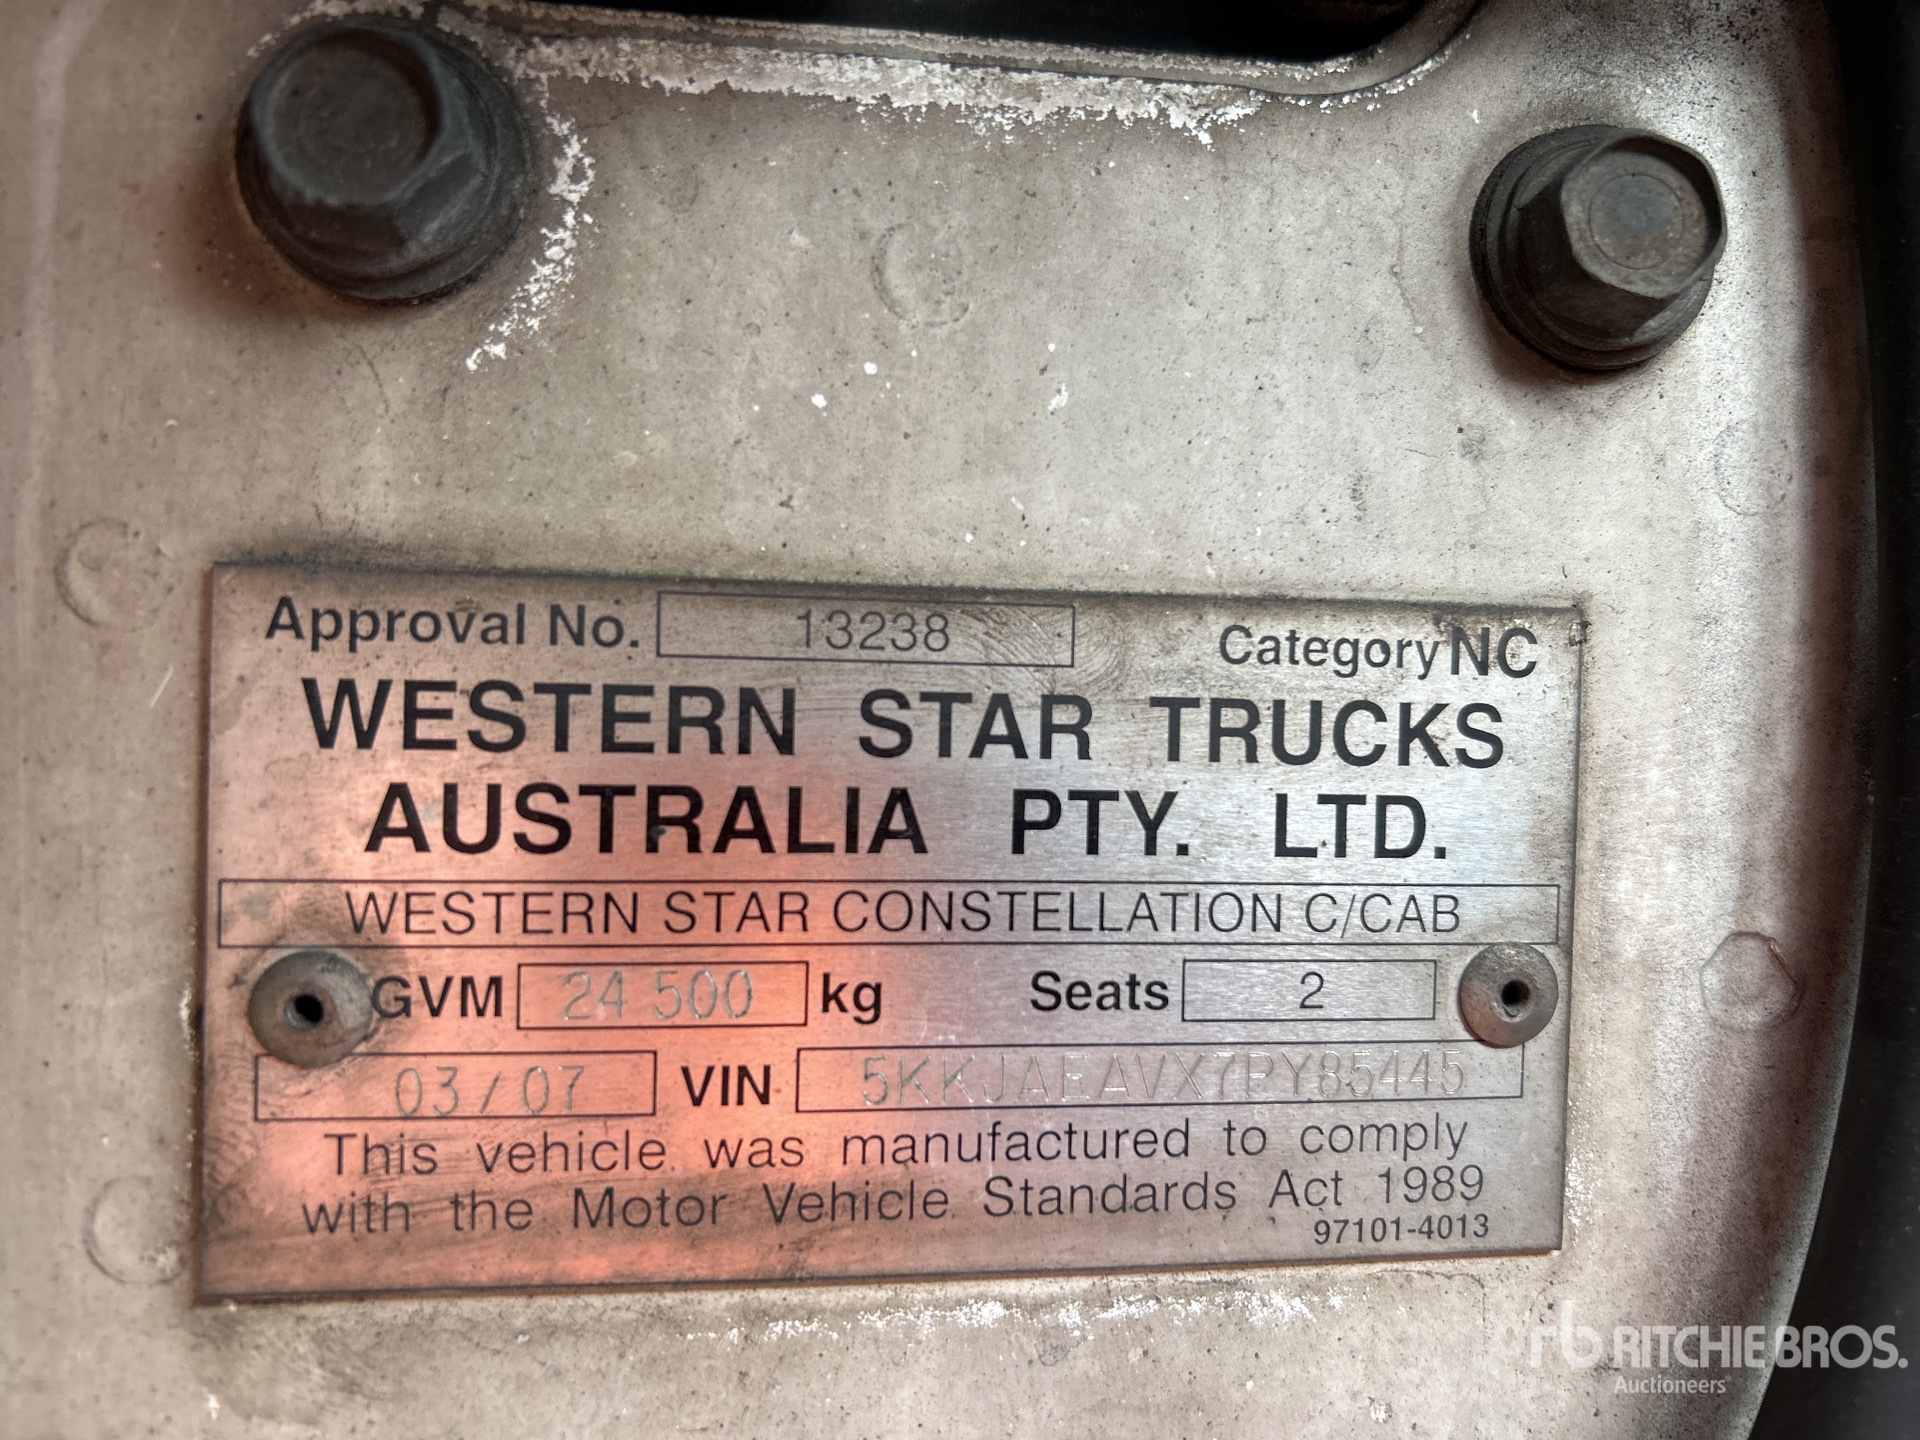 Approval No. 13238 Category NC
WESTERN STAR TRUCKS
AUSTRALIA PTY. LTD.
WESTERN STAR CONSTELLATION C/CAB
GVM 24 500 kg Seats 2
03/07 VIN 5KKJAEAVX7PY85445
This vehicle was manufactured to comply
with the Motor Vehicle Standards Act 1989
97101-4013
rb RITCHIE BROS.
Auctioneers